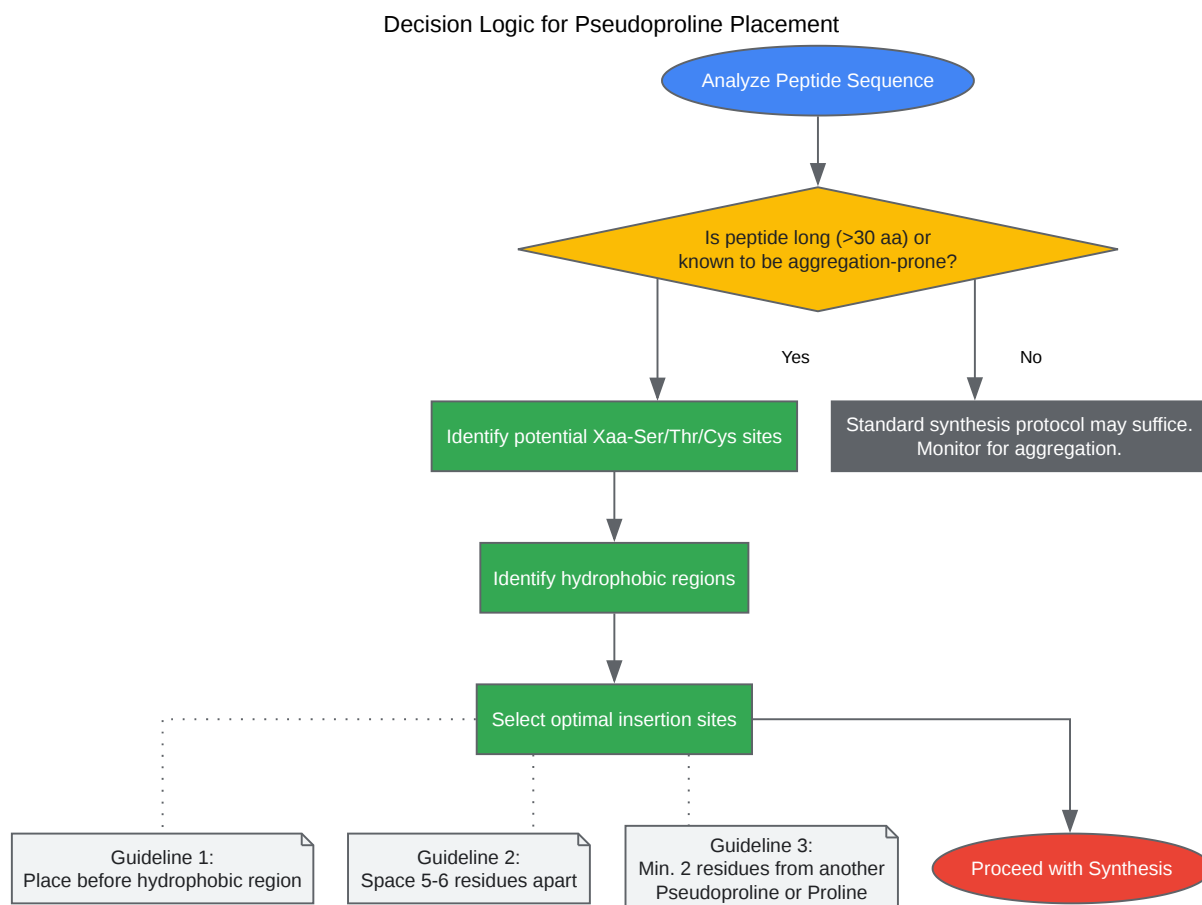 Decision Logic for Pseudoproline Placement
Analyze Peptide Sequence
Is peptide long (>30 aa) or
known to be aggregation-prone?
Yes
No
Identify potential Xaa-Ser/Thr/Cys sites
Standard synthesis protocol may suffice.
Monitor for aggregation.
Identify hydrophobic regions
Select optimal insertion sites
Guideline 1:
Place before hydrophobic region
Guideline 2:
Space 5-6 residues apart
Guideline 3:
Min. 2 residues from another
Pseudoproline or Proline
Proceed with Synthesis